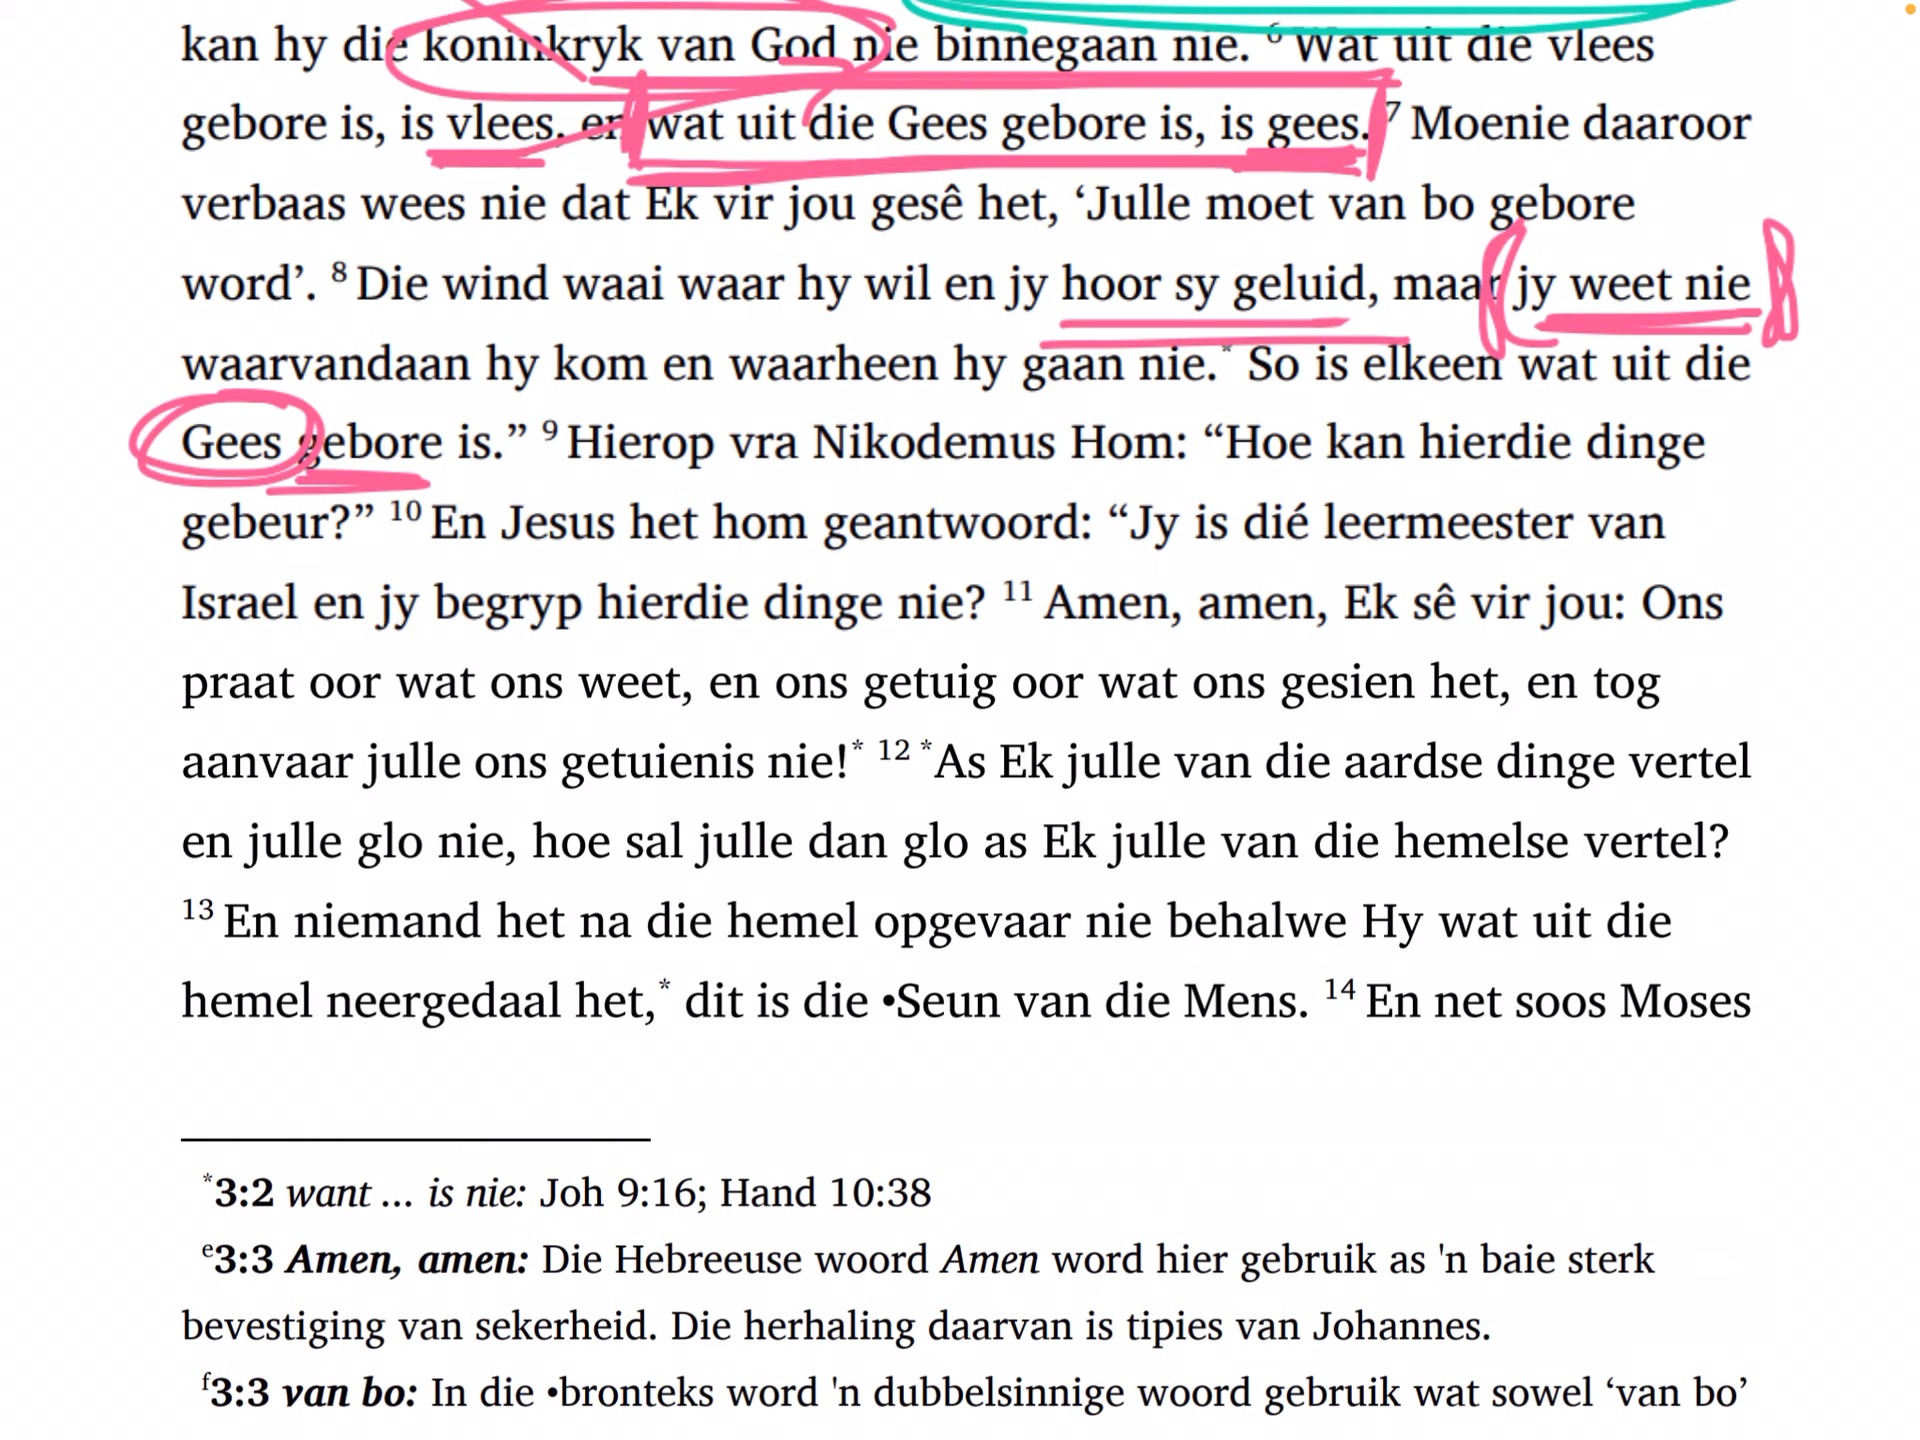 kan hy die koninkryk van God nie binnegaan nie. ⁶ Wat uit die vlees
gebore is, is vlees, en wat uit die Gees gebore is, is gees. ⁷ Moenie daaroor
verbaas wees nie dat Ek vir jou gesê het, ‘Julle moet van bo gebore
word’. ⁸ Die wind waai waar hy wil en jy hoor sy geluid, maar jy weet nie
waarvandaan hy kom en waarheen hy gaan nie.* So is elkeen wat uit die
Gees gebore is.” ⁹ Hierop vra Nikodemus Hom: “Hoe kan hierdie dinge
gebeur?” ¹⁰ En Jesus het hom geantwoord: “Jy is dié leermeester van
Israel en jy begryp hierdie dinge nie? ¹¹ Amen, amen, Ek sê vir jou: Ons
praat oor wat ons weet, en ons getuig oor wat ons gesien het, en tog
aanvaar julle ons getuienis nie!* ¹² *As Ek julle van die aardse dinge vertel
en julle glo nie, hoe sal julle dan glo as Ek julle van die hemelse vertel?
¹³ En niemand het na die hemel opgevaar nie behalwe Hy wat uit die
hemel neergedaal het,* dit is die •Seun van die Mens. ¹⁴ En net soos Moses
*3:2 want ... is nie: Joh 9:16; Hand 10:38
ᵉ3:3 Amen, amen: Die Hebreeuse woord Amen word hier gebruik as 'n baie sterk
bevestiging van sekerheid. Die herhaling daarvan is tipies van Johannes.
ᶠ3:3 van bo: In die •bronteks word 'n dubbelsinnige woord gebruik wat sowel ‘van bo’